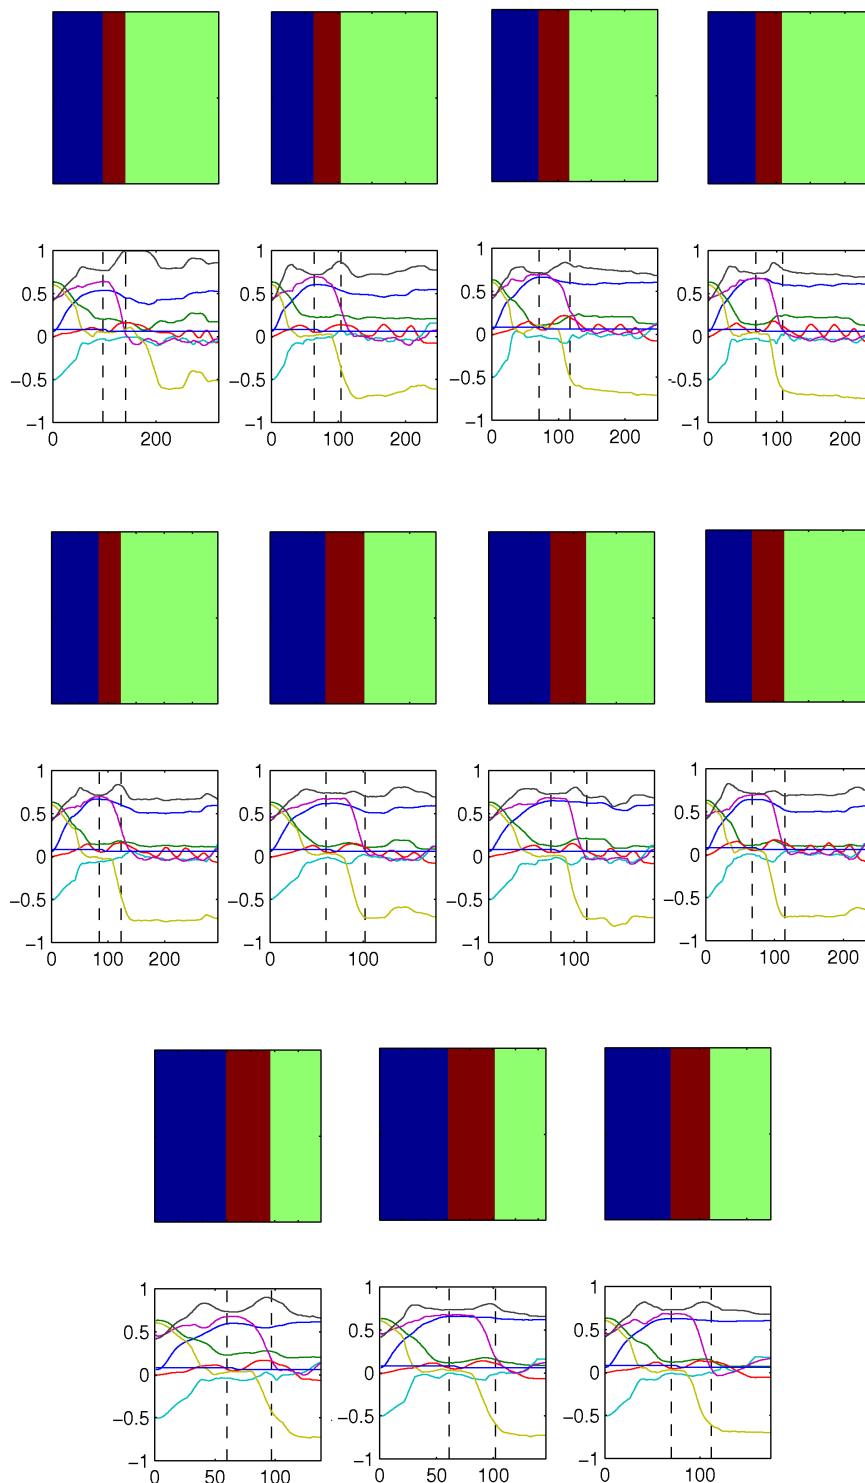 1 1 1 1
0.5 0.5 0.5 0.5
0 0 0 0
−0.5 −0.5 −0.5 -
−1 −1 −1 −1
0 200 0 100 200 0 100 200 0 100 200
1 1 1 1
0.5 0.5 0.5 0.5
0 0 0 0
−0.5 −0.5 −0.5 −0.5
−1 −1 −1 −1
0 100 200 0 100 0 100 0 100 200
1 1 1
0.5 0.5 0.5
0 0 0
−0.5 −0.5
−1 −1 −1
0 50 100 0 50 100 0 100